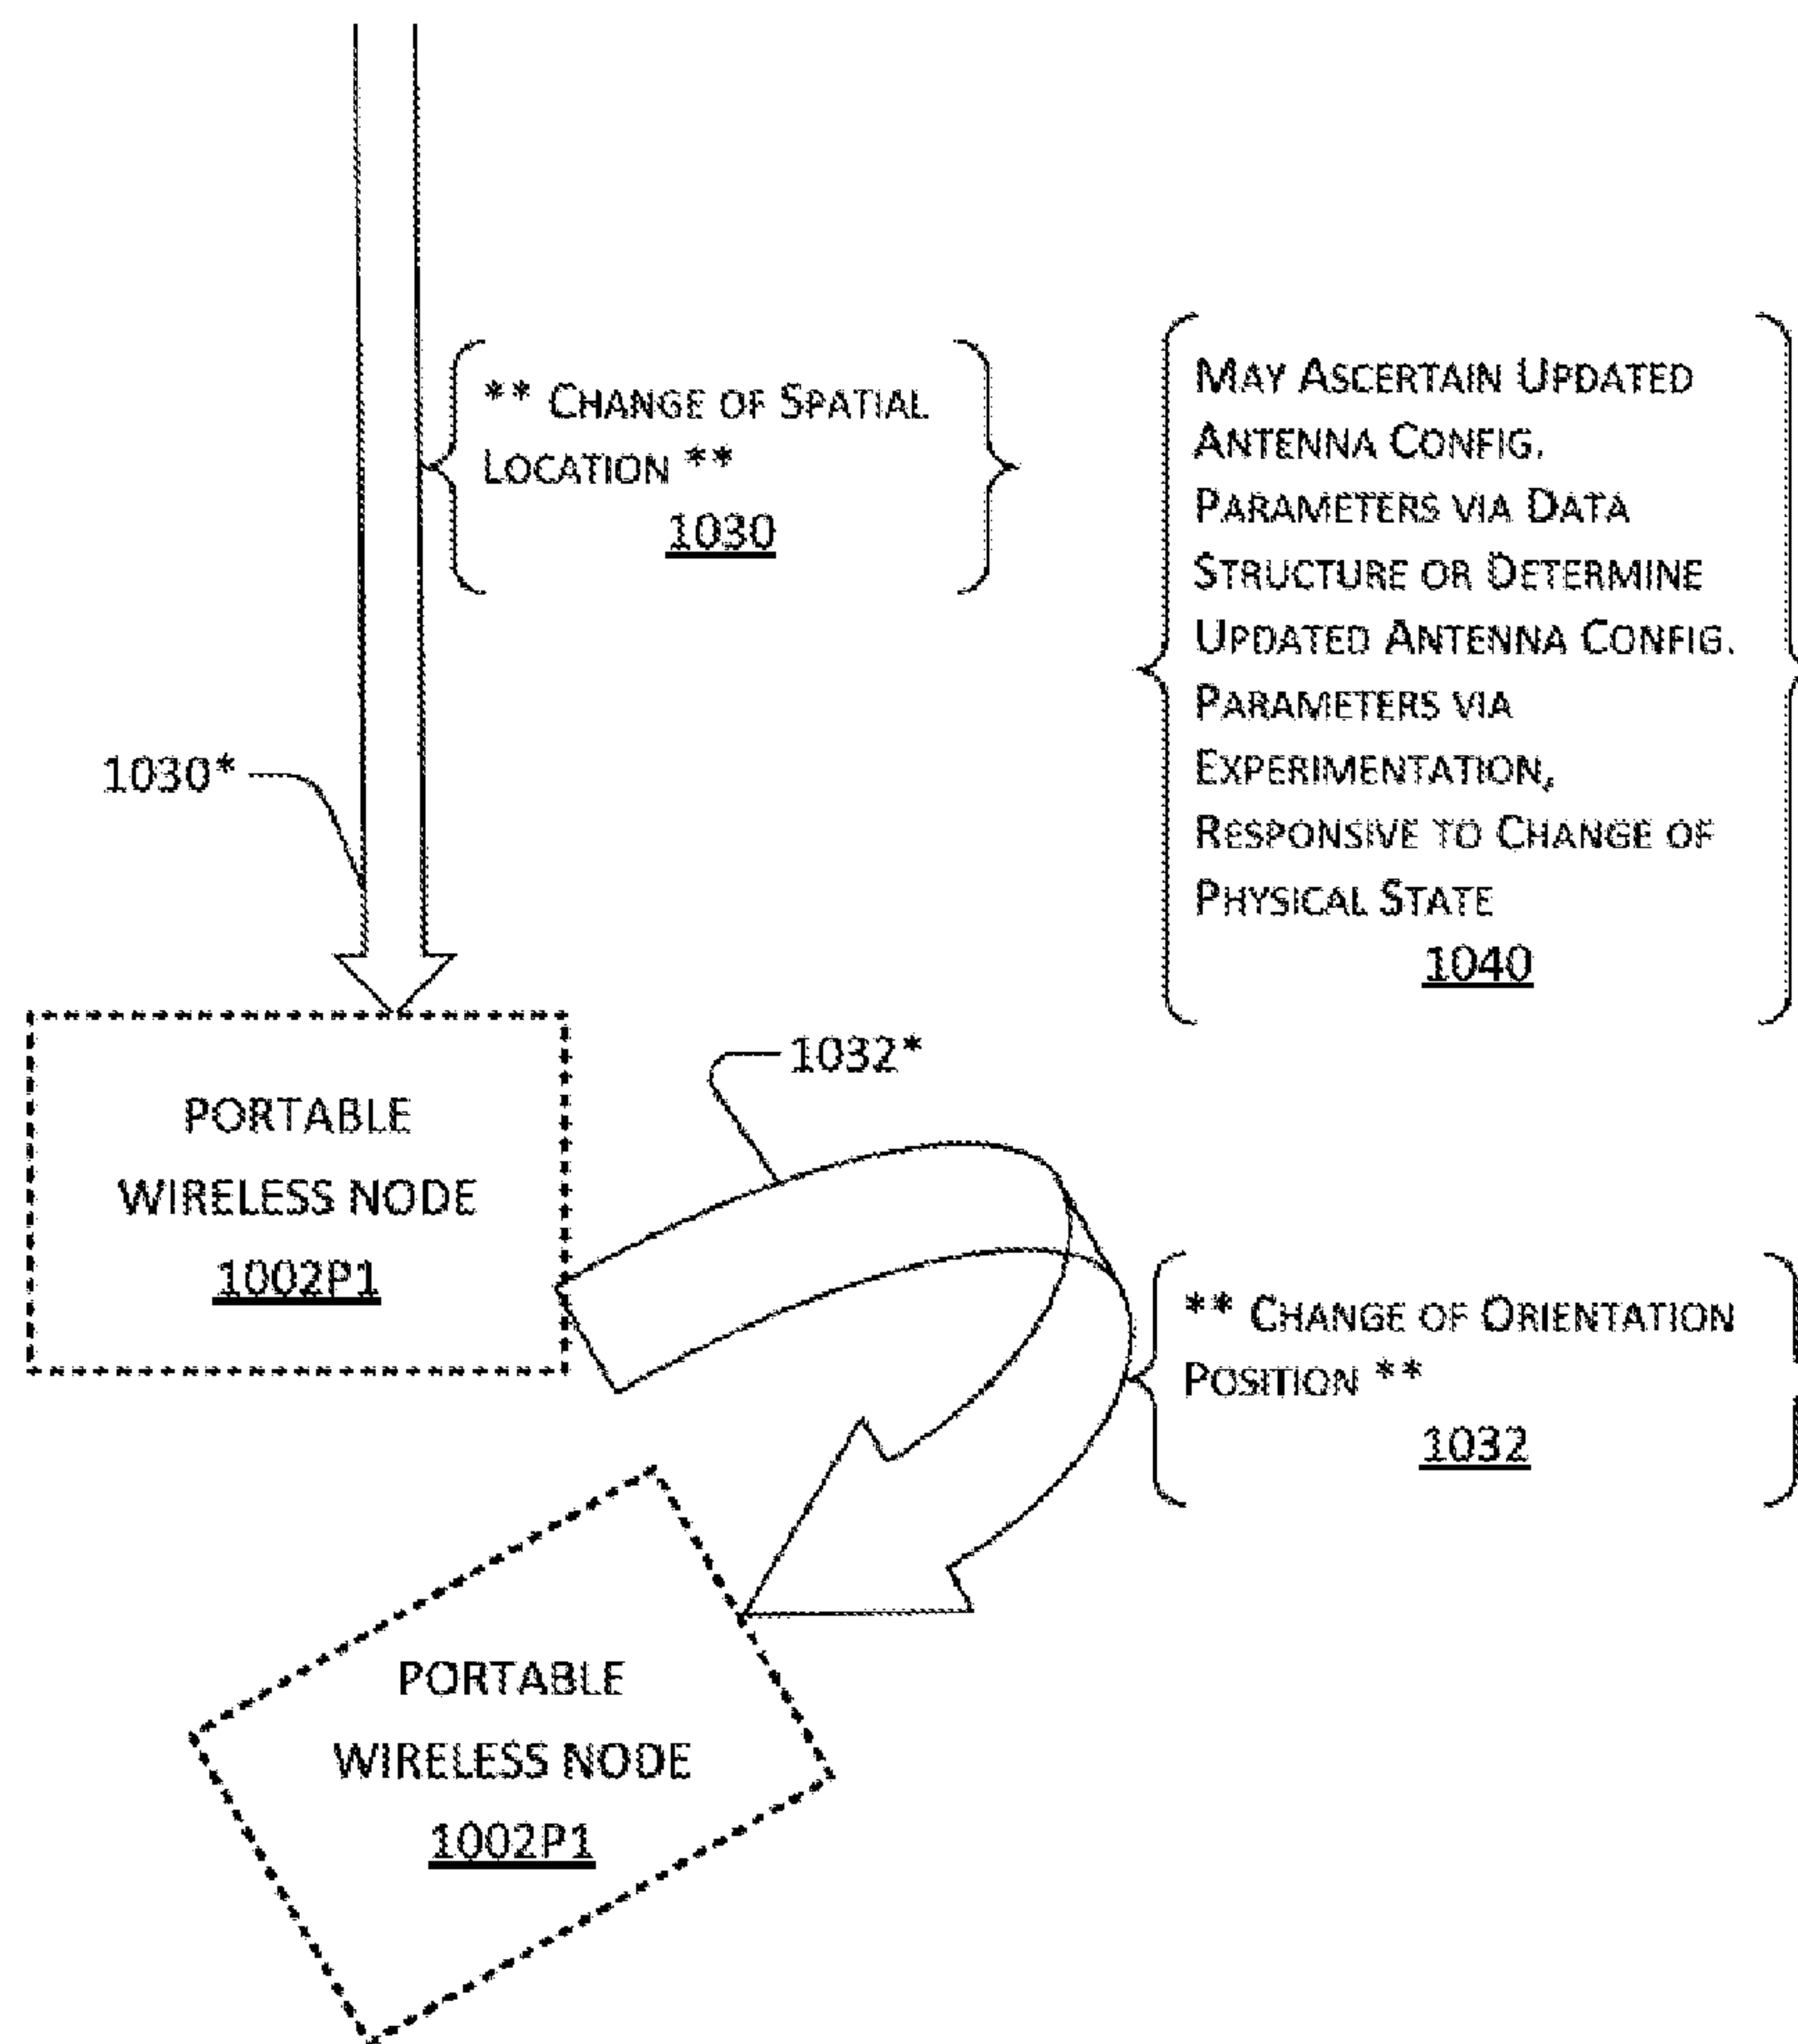 ** CHANGE OF SPATIAL
LOCATION **
1030
MAY ASCERTAIN UPDATED
ANTENNA CONFIG.
PARAMETERS VIA DATA
STRUCTURE OR DETERMINE
UPDATED ANTENNA CONFIG.
PARAMETERS VIA
EXPERIMENTATION,
RESPONSIVE TO CHANGE OF
PHYSICAL STATE
1040
1030*
PORTABLE
WIRELESS NODE
1002P1
1032*
** CHANGE OF ORIENTATION
POSITION **
1032
PORTABLE
WIRELESS NODE
1002P1